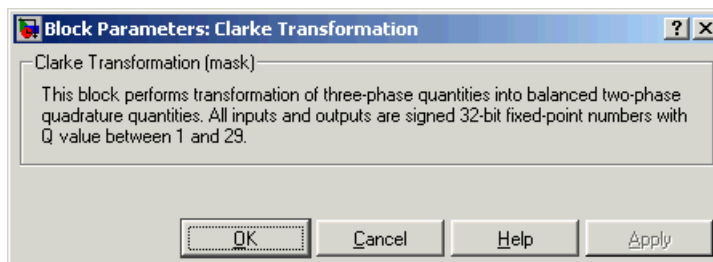 Block Parameters: Clarke Transformation
Clarke Transformation (mask)
This block performs transformation of three-phase quantities into balanced two-phase
quadrature quantities. All inputs and outputs are signed 32-bit fixed-point numbers with
Q value between 1 and 29.
OK Cancel Help Apply